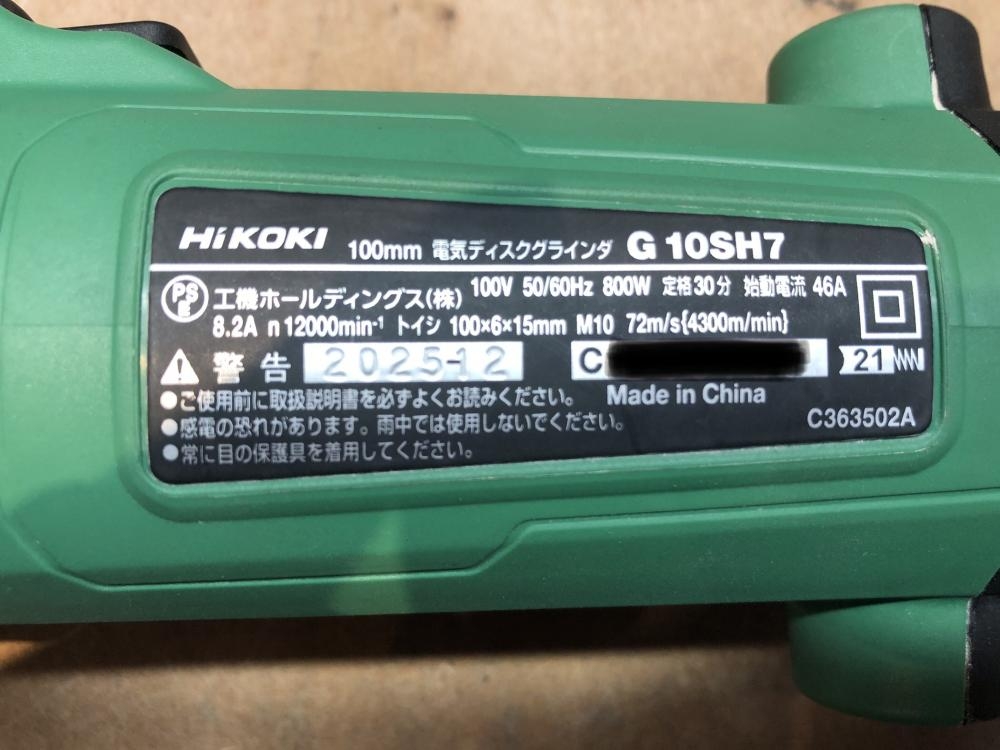 HiKOKI 100mm 電気ディスクグラインダ G 10SH7
PS E 工機ホールディングス(株) 100V 50/60Hz 800W 定格30分 始動電流 46A
8.2A n 12000min-1 トイシ 100×6×15mm M10 72m/s{4300m/min}
警告 2025-12 C 21
●ご使用前に取扱説明書を必ずよくお読みください。 Made in China
●感電の恐れがあります。雨中では使用しないでください。 C363502A
●常に目の保護具を着用してください。